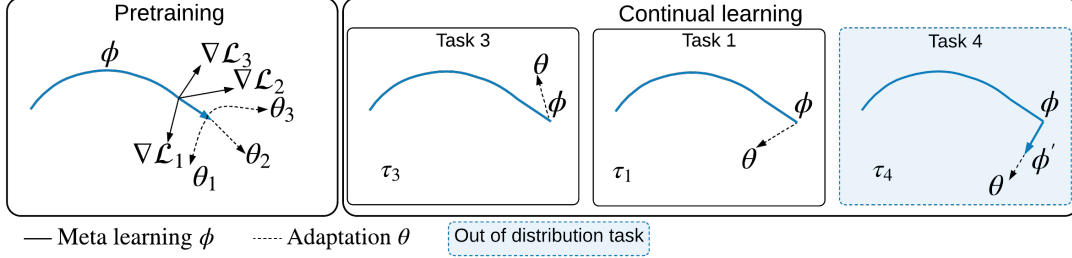 Pretraining
ϕ
∇𝓛₃
∇𝓛₂
θ₃
∇𝓛₁
θ₁
θ₂
Continual learning
Task 3
θ
ϕ
τ₃
Task 1
ϕ
θ
τ₁
Task 4
ϕ
ϕ′
θ
τ₄
Meta learning ϕ
Adaptation θ
Out of distribution task